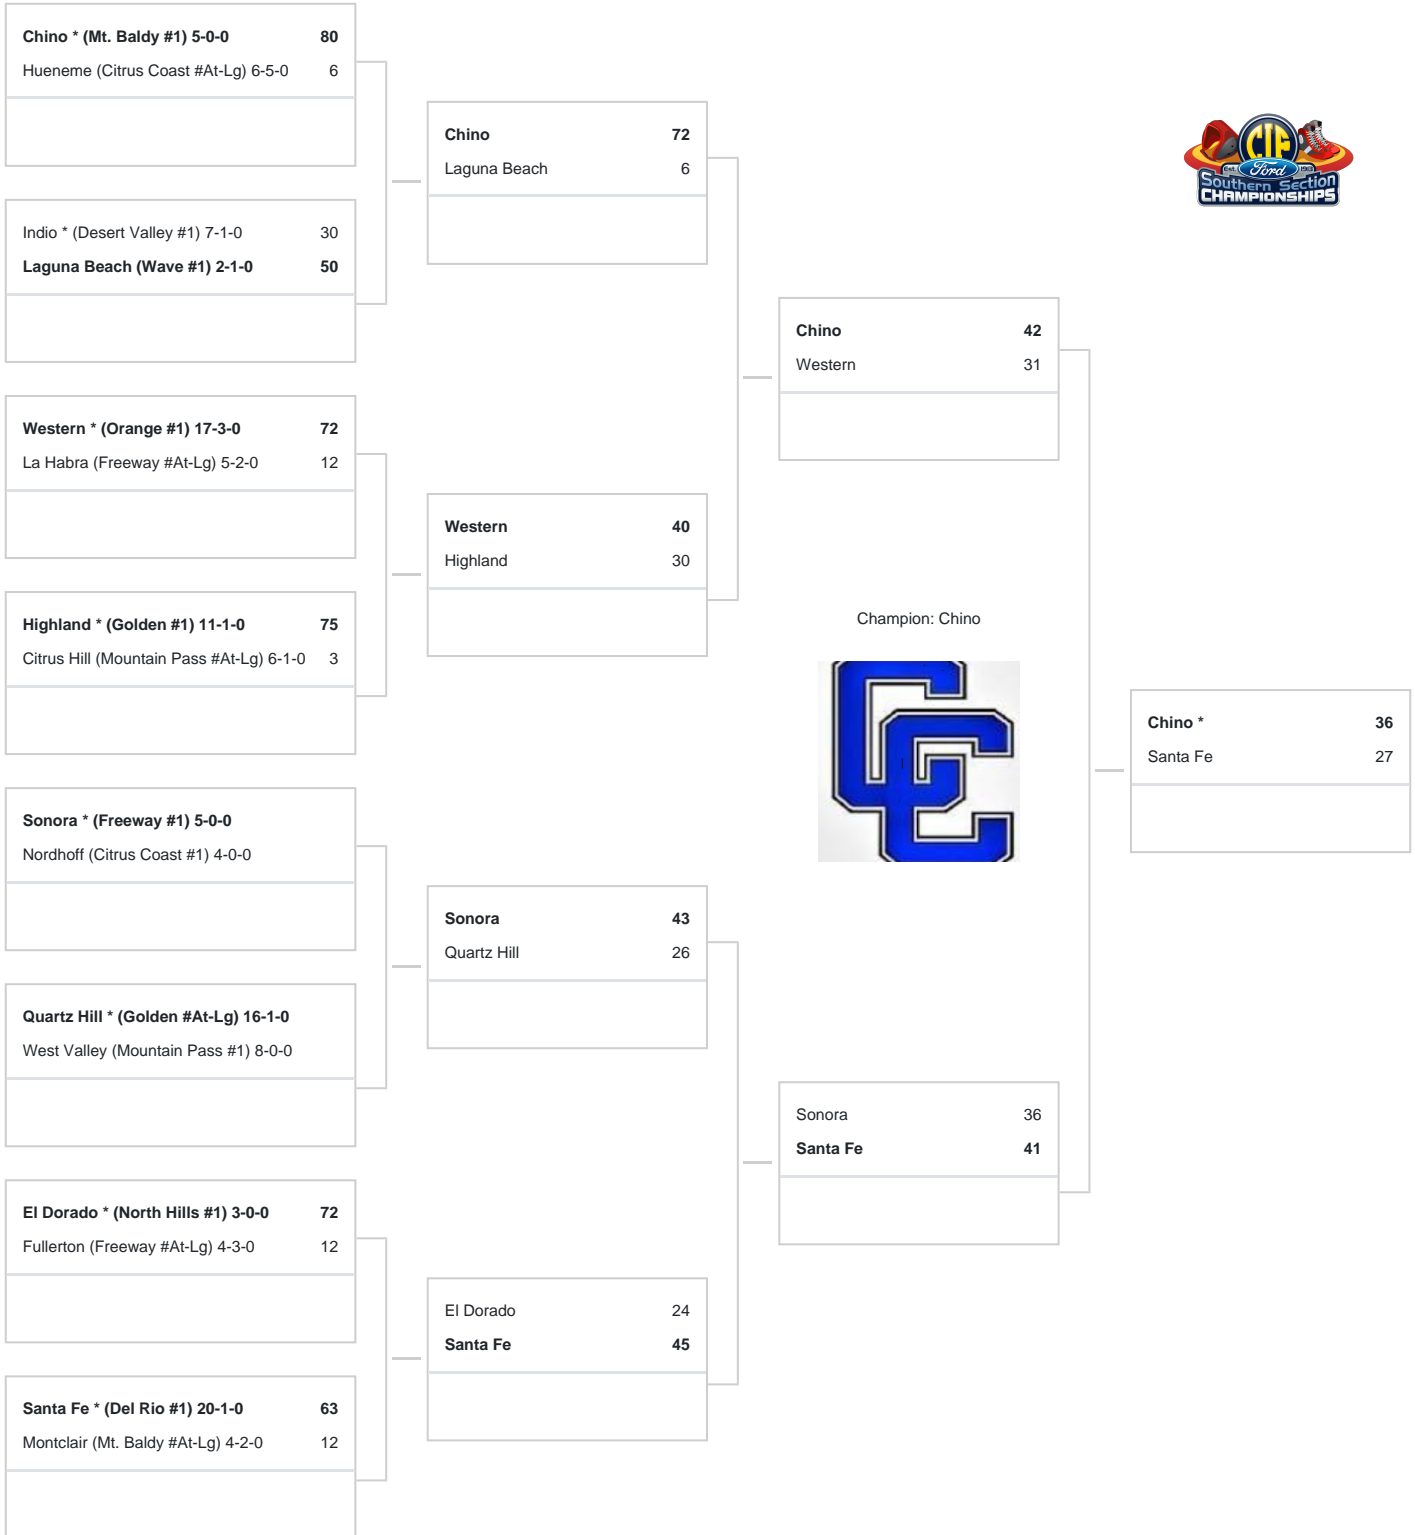 Chino * (Mt. Baldy #1) 5-0-0 80
Hueneme (Citrus Coast #At-Lg) 6-5-0 6
Indio * (Desert Valley #1) 7-1-0 30
Laguna Beach (Wave #1) 2-1-0 50
Western * (Orange #1) 17-3-0 72
La Habra (Freeway #At-Lg) 5-2-0 12
Highland * (Golden #1) 11-1-0 75
Citrus Hill (Mountain Pass #At-Lg) 6-1-0 3
Sonora * (Freeway #1) 5-0-0
Nordhoff (Citrus Coast #1) 4-0-0
Quartz Hill * (Golden #At-Lg) 16-1-0
West Valley (Mountain Pass #1) 8-0-0
El Dorado * (North Hills #1) 3-0-0 72
Fullerton (Freeway #At-Lg) 4-3-0 12
Santa Fe * (Del Rio #1) 20-1-0 63
Montclair (Mt. Baldy #At-Lg) 4-2-0 12
Chino 72
Laguna Beach 6
Western 40
Highland 30
Sonora 43
Quartz Hill 26
El Dorado 24
Santa Fe 45
Chino 42
Western 31
Champion: Chino
CC
Sonora 36
Santa Fe 41
CIF
Est. Ford
Southern Section
CHAMPIONSHIPS
Chino * 36
Santa Fe 27